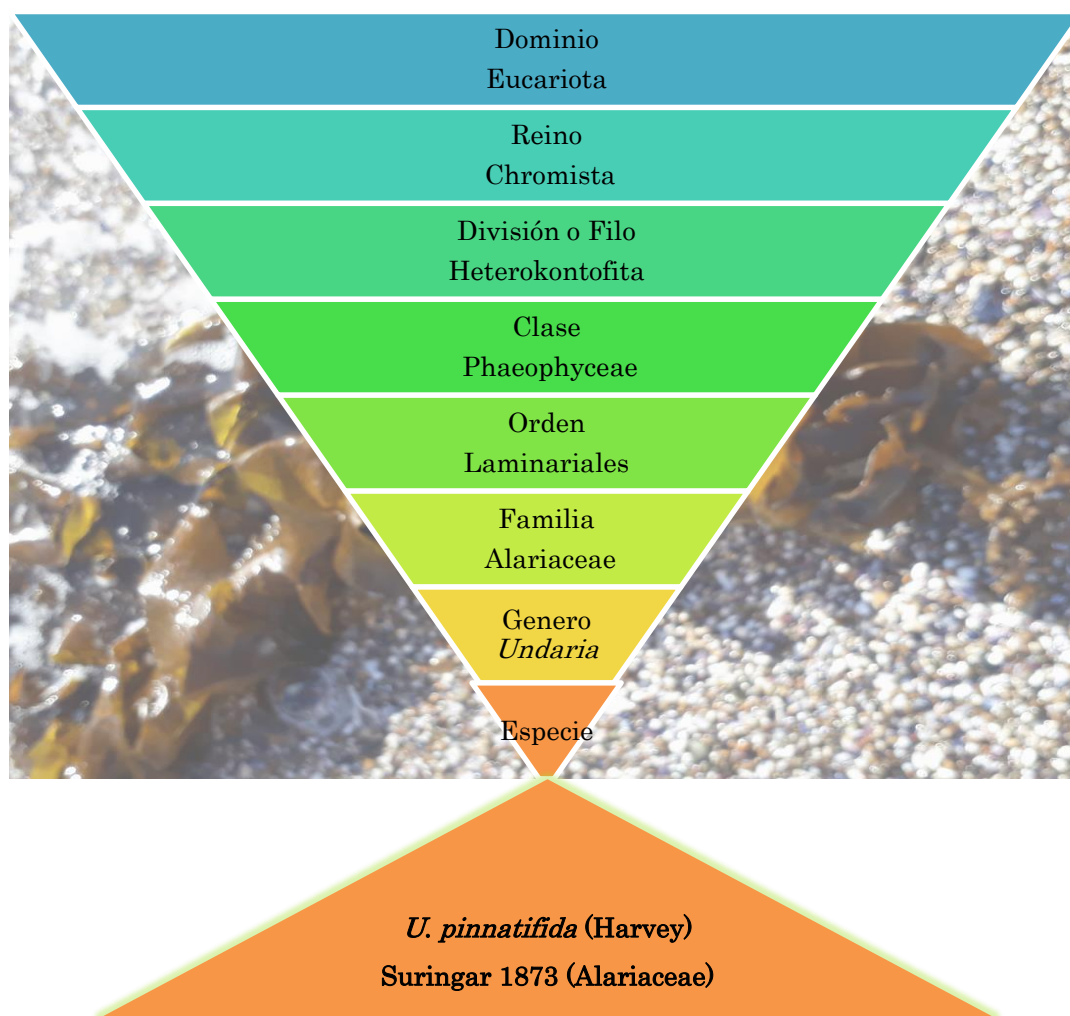 Dominio
Eucariota
Reino
Chromista
División o Filo
Heterokontofita
Clase
Phaeophyceae
Orden
Laminariales
Familia
Alariaceae
Genero
Undaria
Especie
U. pinnatifida (Harvey)
Suringar 1873 (Alariaceae)